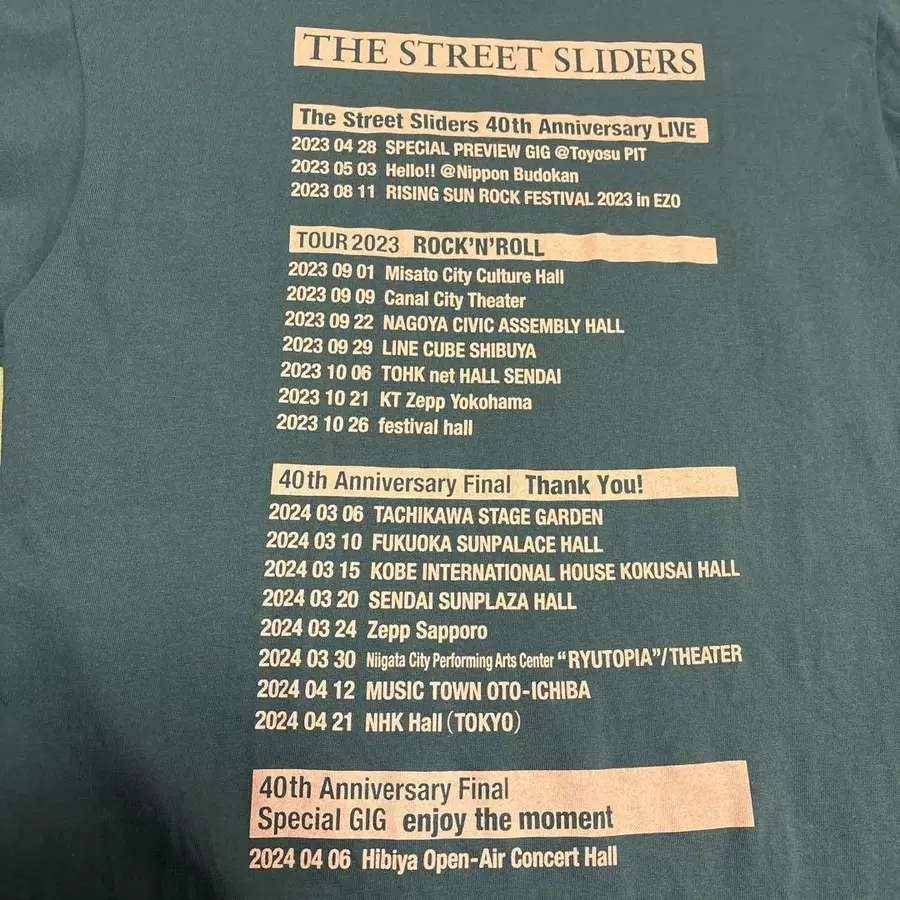 THE STREET SLIDERS
The Street Sliders 40th Anniversary LIVE
2023 04 28 SPECIAL PREVIEW GIG @Toyosu PIT
2023 05 03 Hello!! @Nippon Budokan
2023 08 11 RISING SUN ROCK FESTIVAL 2023 in EZO
TOUR 2023 ROCK'N'ROLL
2023 09 01 Misato City Culture Hall
2023 09 09 Canal City Theater
2023 09 22 NAGOYA CIVIC ASSEMBLY HALL
2023 09 29 LINE CUBE SHIBUYA
2023 10 06 TOHK net HALL SENDAI
2023 10 21 KT Zepp Yokohama
2023 10 26 festival hall
40th Anniversary Final Thank You!
2024 03 06 TACHIKAWA STAGE GARDEN
2024 03 10 FUKUOKA SUNPALACE HALL
2024 03 15 KOBE INTERNATIONAL HOUSE KOKUSAI HALL
2024 03 20 SENDAI SUNPLAZA HALL
2024 03 24 Zepp Sapporo
2024 03 30 Niigata City Performing Arts Center “RYUTOPIA”/THEATER
2024 04 12 MUSIC TOWN OTO-ICHIBA
2024 04 21 NHK Hall (TOKYO)
40th Anniversary Final
Special GIG enjoy the moment
2024 04 06 Hibiya Open-Air Concert Hall